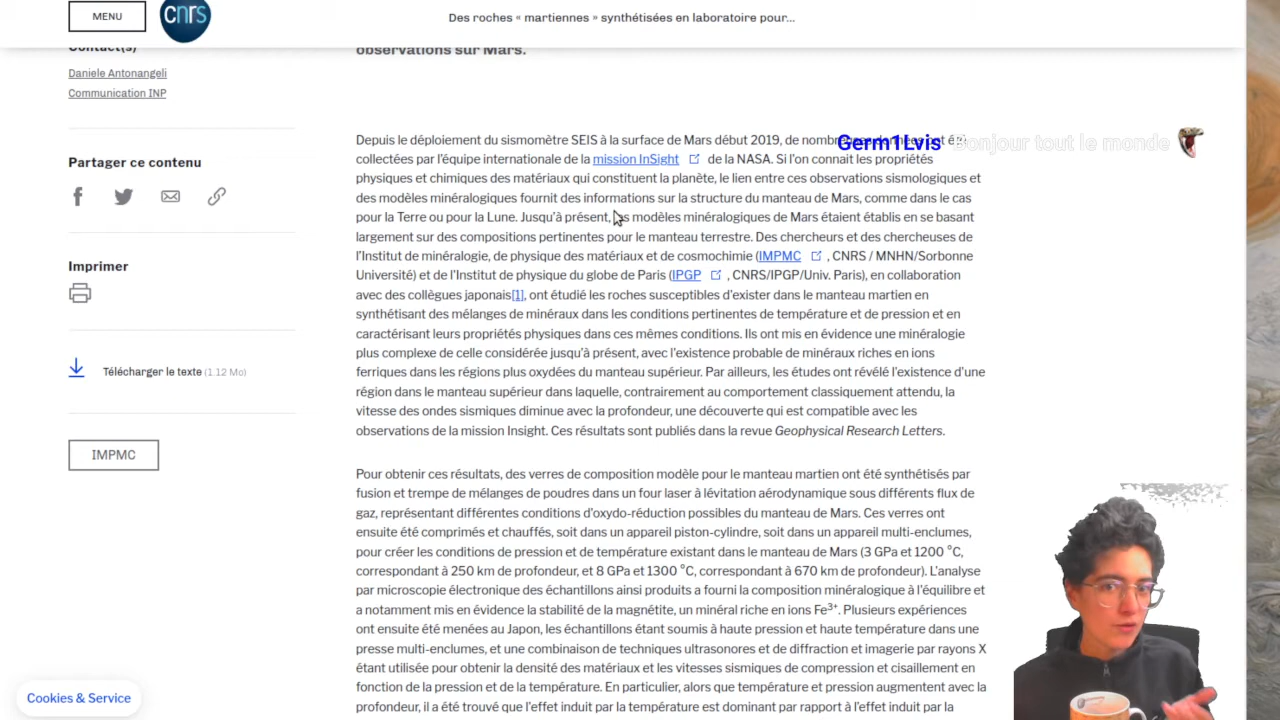 MENU
cnrs
Des roches « martiennes » synthétisées en laboratoire pour...
Contact(s)
Daniele Antonangeli
Communication INP
Partager ce contenu
Imprimer
Télécharger le texte (1.12 Mo)
IMPMC
Cookies & Service
observations sur Mars.
Depuis le déploiement du sismomètre SEIS à la surface de Mars début 2019, de nombreuses données ont été
collectées par l'équipe internationale de la mission InSight de la NASA. Si l'on connait les propriétés
physiques et chimiques des matériaux qui constituent la planète, le lien entre ces observations sismologiques et
des modèles minéralogiques fournit des informations sur la structure du manteau de Mars, comme dans le cas
pour la Terre ou pour la Lune. Jusqu'à présent, les modèles minéralogiques de Mars étaient établis en se basant
largement sur des compositions pertinentes pour le manteau terrestre. Des chercheurs et des chercheuses de
l'Institut de minéralogie, de physique des matériaux et de cosmochimie (IMPMC , CNRS / MNHN/Sorbonne
Université) et de l'Institut de physique du globe de Paris (IPGP , CNRS/IPGP/Univ. Paris), en collaboration
avec des collègues japonais[1], ont étudié les roches susceptibles d'exister dans le manteau martien en
synthétisant des mélanges de minéraux dans les conditions pertinentes de température et de pression et en
caractérisant leurs propriétés physiques dans ces mêmes conditions. Ils ont mis en évidence une minéralogie
plus complexe de celle considérée jusqu'à présent, avec l'existence probable de minéraux riches en ions
ferriques dans les régions plus oxydées du manteau supérieur. Par ailleurs, les études ont révélé l'existence d'une
région dans le manteau supérieur dans laquelle, contrairement au comportement classiquement attendu, la
vitesse des ondes sismiques diminue avec la profondeur, une découverte qui est compatible avec les
observations de la mission Insight. Ces résultats sont publiés dans la revue Geophysical Research Letters.
Pour obtenir ces résultats, des verres de composition modèle pour le manteau martien ont été synthétisés par
fusion et trempe de mélanges de poudres dans un four laser à lévitation aérodynamique sous différents flux de
gaz, représentant différentes conditions d'oxydo-réduction possibles du manteau de Mars. Ces verres ont
ensuite été comprimés et chauffés, soit dans un appareil piston-cylindre, soit dans un appareil multi-enclumes,
pour créer les conditions de pression et de température existant dans le manteau de Mars (3 GPa et 1200 °C,
correspondant à 250 km de profondeur, et 8 GPa et 1300 °C, correspondant à 670 km de profondeur). L'analyse
par microscopie électronique des échantillons ainsi produits a fourni la composition minéralogique à l'équilibre et
a notamment mis en évidence la stabilité de la magnétite, un minéral riche en ions Fe³⁺. Plusieurs expériences
ont ensuite été menées au Japon, les échantillons étant soumis à haute pression et haute température dans une
presse multi-enclumes, et une combinaison de techniques ultrasonores et de diffraction et imagerie par rayons X
étant utilisée pour obtenir la densité des matériaux et les vitesses sismiques de compression et cisaillement en
fonction de la pression et de la température. En particulier, alors que température et pression augmentent avec la
profondeur, il a été trouvé que l'effet induit par la température est dominant par rapport à l'effet induit par la
Germ1Lvis Bonjour tout le monde